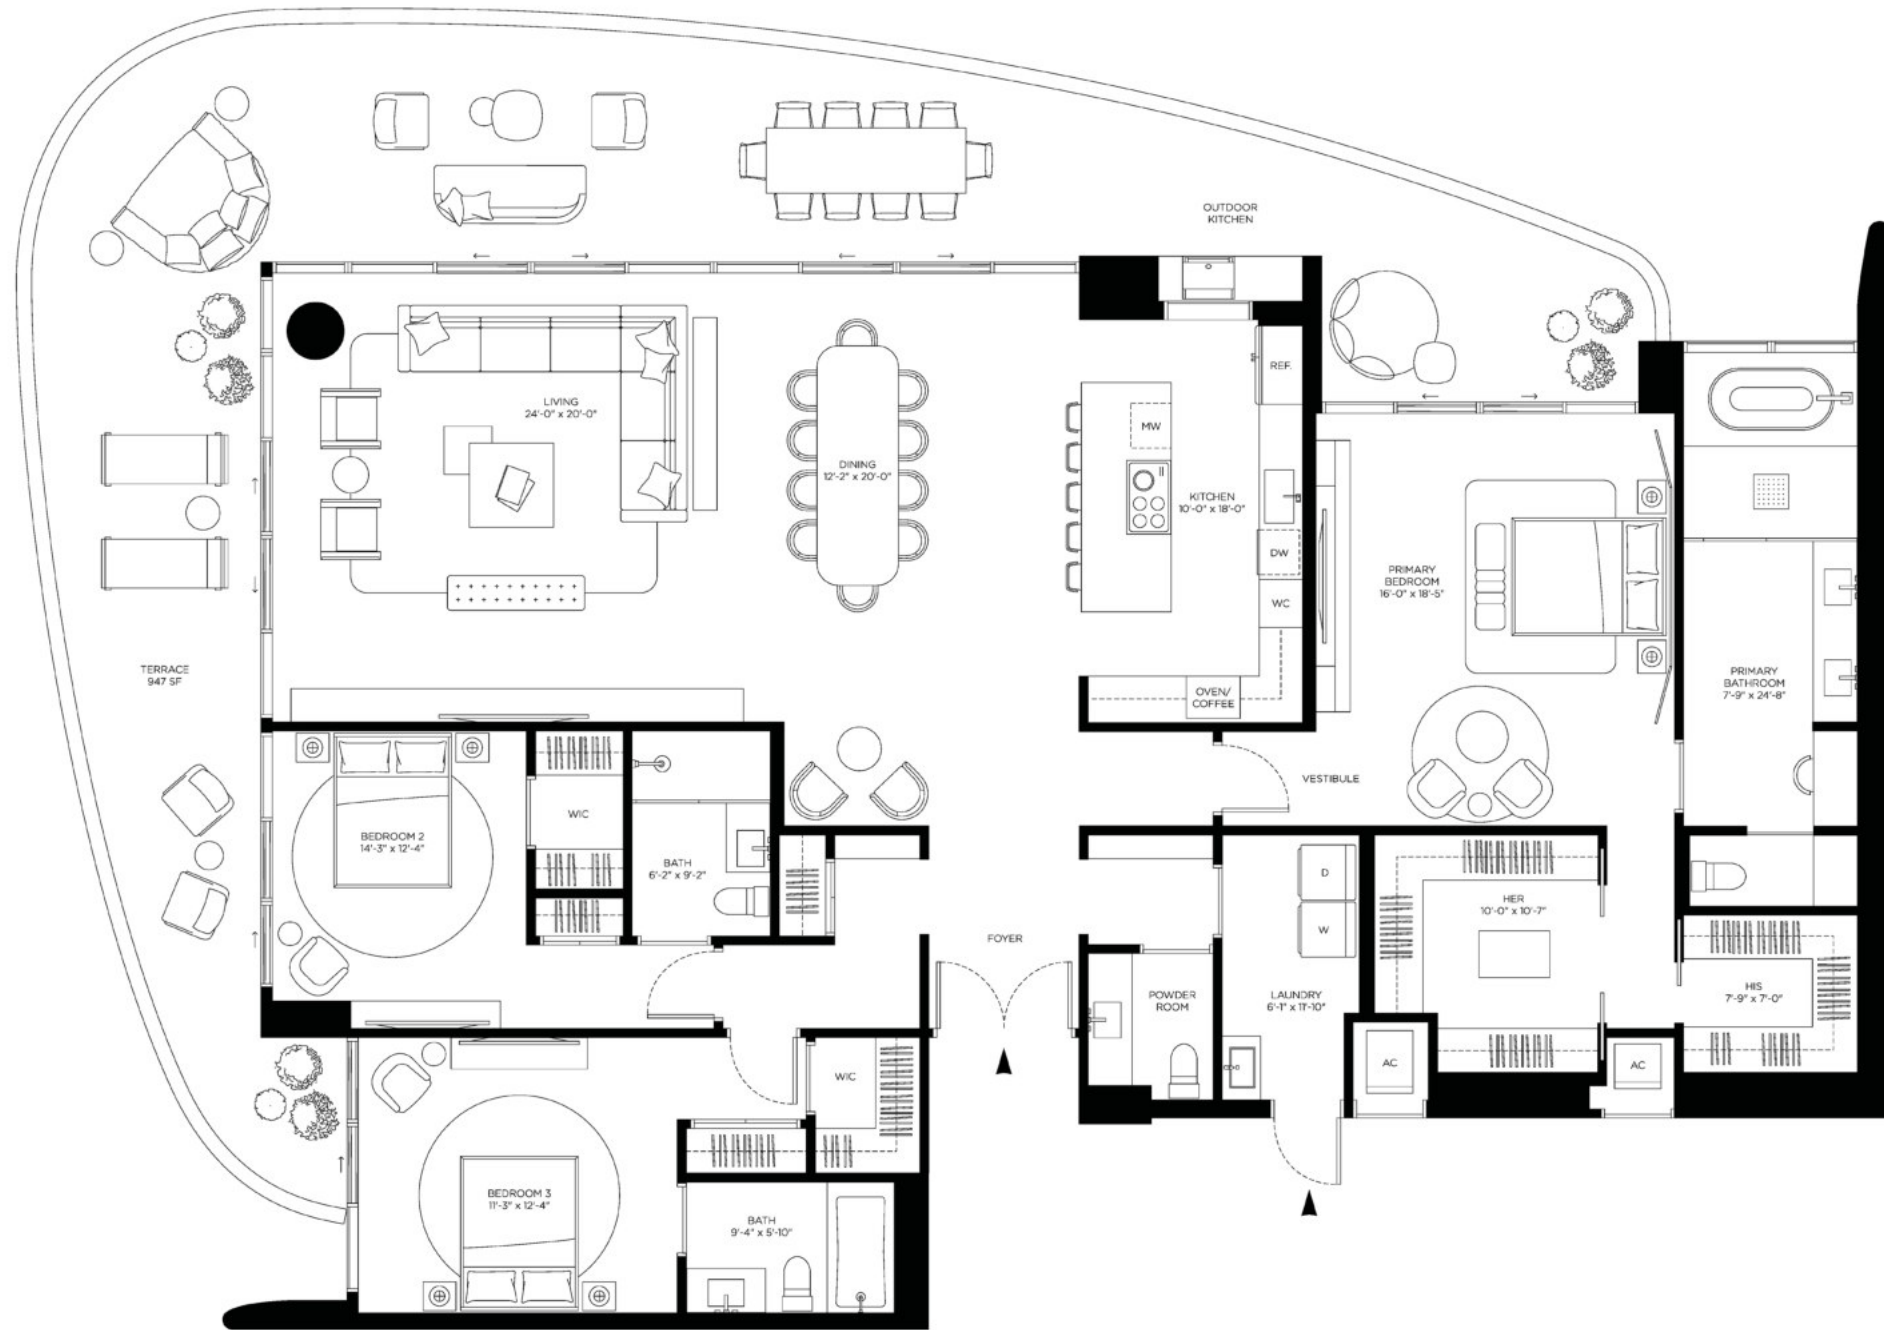 OUTDOOR
KITCHEN
REF.
LIVING
24'-0" x 20'-0"
MW
DINING
12'-2" x 20'-0"
KITCHEN
10'-0" x 18'-0"
DW
WC
OVEN/
COFFEE
PRIMARY
BEDROOM
16'-0" x 18'-5"
PRIMARY
BATHROOM
7'-9" x 24'-8"
TERRACE
947 SF
VESTIBULE
BEDROOM 2
14'-3" x 12'-4"
WIC
BATH
6'-2" x 9'-2"
D
W
HER
10'-0" x 10'-7"
FOYER
POWDER
ROOM
LAUNDRY
6'-1" x 11'-10"
HIS
7'-9" x 7'-0"
AC
AC
WIC
BEDROOM 3
11'-3" x 12'-4"
BATH
9'-4" x 5'-10"